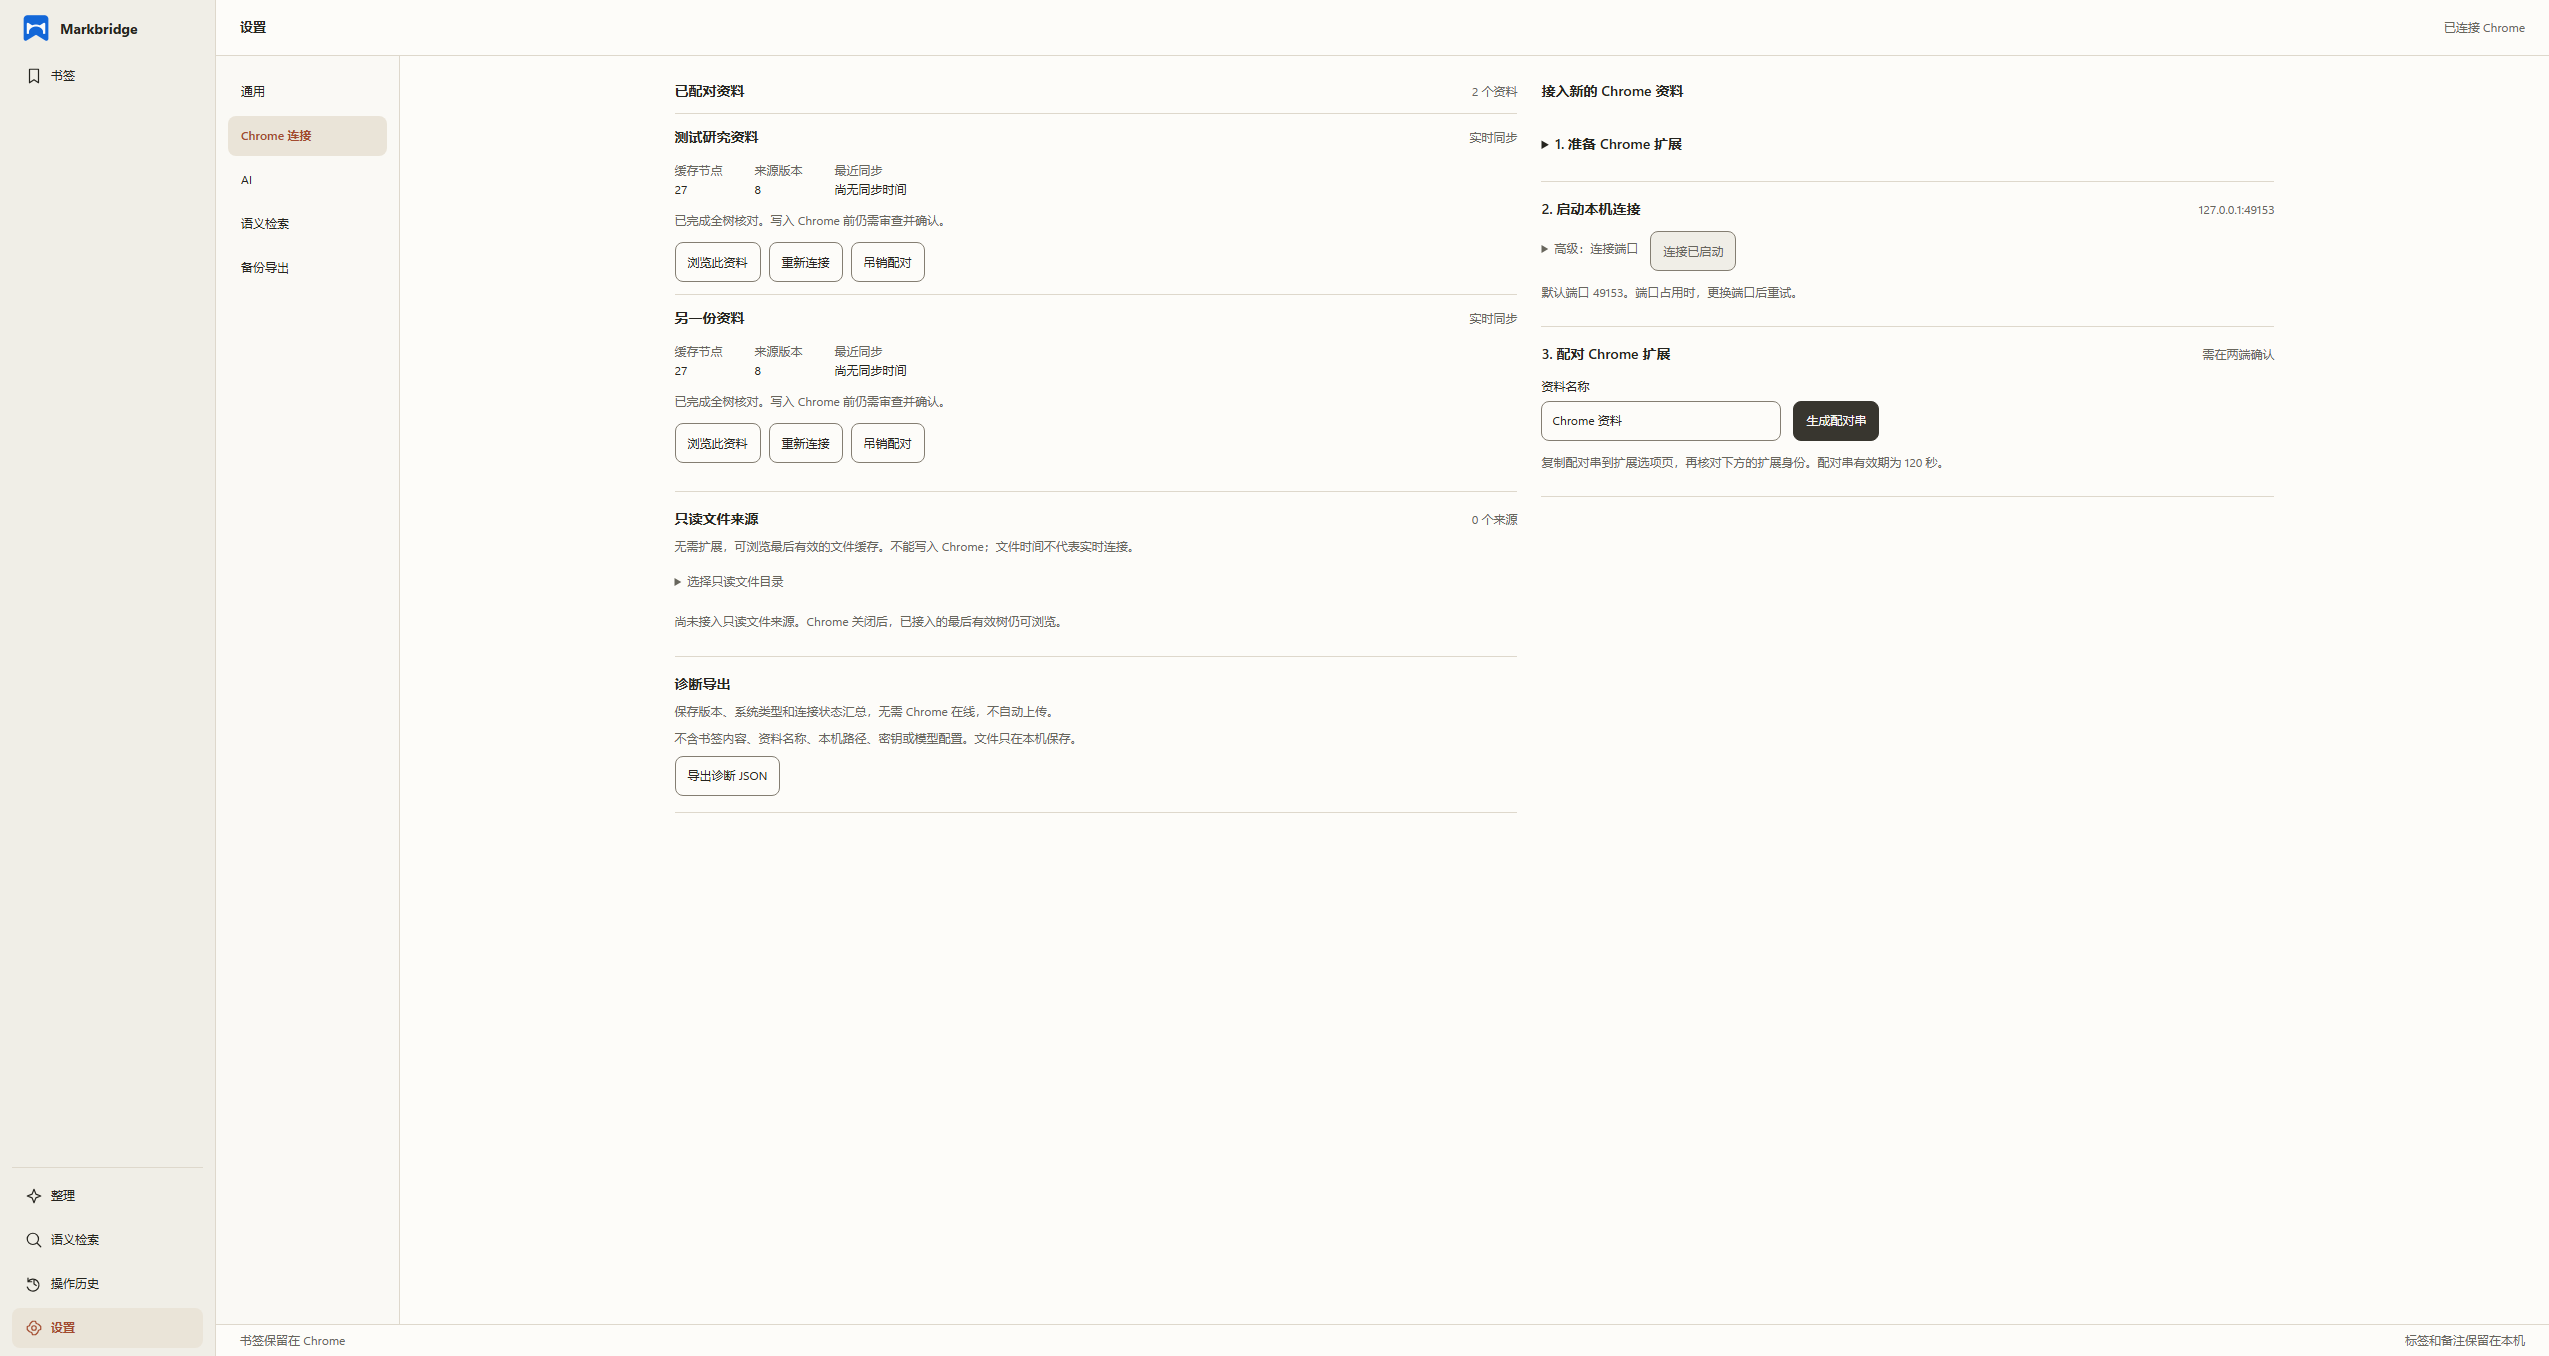 Markbridge
书签
整理
语义检索
操作历史
设置
设置
已连接 Chrome
通用
Chrome 连接
AI
语义检索
备份导出
已配对资料
2 个资料
测试研究资料
实时同步
缓存节点 来源版本 最近同步
27 8 尚无同步时间
已完成全树核对。写入 Chrome 前仍需审查并确认。
浏览此资料 重新连接 吊销配对
另一份资料
实时同步
缓存节点 来源版本 最近同步
27 8 尚无同步时间
已完成全树核对。写入 Chrome 前仍需审查并确认。
浏览此资料 重新连接 吊销配对
只读文件来源
0 个来源
无需扩展，可浏览最后有效的文件缓存。不能写入 Chrome；文件时间不代表实时连接。
选择只读文件目录
尚未接入只读文件来源。Chrome 关闭后，已接入的最后有效树仍可浏览。
诊断导出
保存版本、系统类型和连接状态汇总，无需 Chrome 在线，不自动上传。
不含书签内容、资料名称、本机路径、密钥或模型配置。文件只在本机保存。
导出诊断 JSON
接入新的 Chrome 资料
1. 准备 Chrome 扩展
2. 启动本机连接
127.0.0.1:49153
高级：连接端口 连接已启动
默认端口 49153。端口占用时，更换端口后重试。
3. 配对 Chrome 扩展
需在两端确认
资料名称
Chrome 资料 生成配对串
复制配对串到扩展选项页，再核对下方的扩展身份。配对串有效期为 120 秒。
书签保留在 Chrome
标签和备注保留在本机